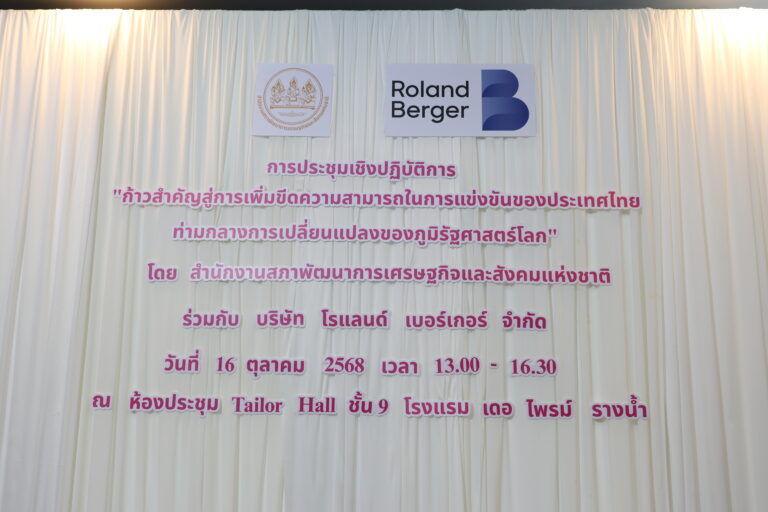 Roland
Berger
การประชุมเชิงปฏิบัติการ
"ก้าวสำคัญสู่การเพิ่มขีดความสามารถในการแข่งขันของประเทศไทย
ท่ามกลางการเปลี่ยนแปลงของภูมิรัฐศาสตร์โลก"
โดย สำนักงานสภาพัฒนาการเศรษฐกิจและสังคมแห่งชาติ
ร่วมกับ บริษัท โรแลนด์ เบอร์เกอร์ จำกัด
วันที่ 16 ตุลาคม 2568 เวลา 13.00 - 16.30
ณ ห้องประชุม Tailor Hall ชั้น 9 โรงแรม เดอ ไพรม์ รางน้ำ